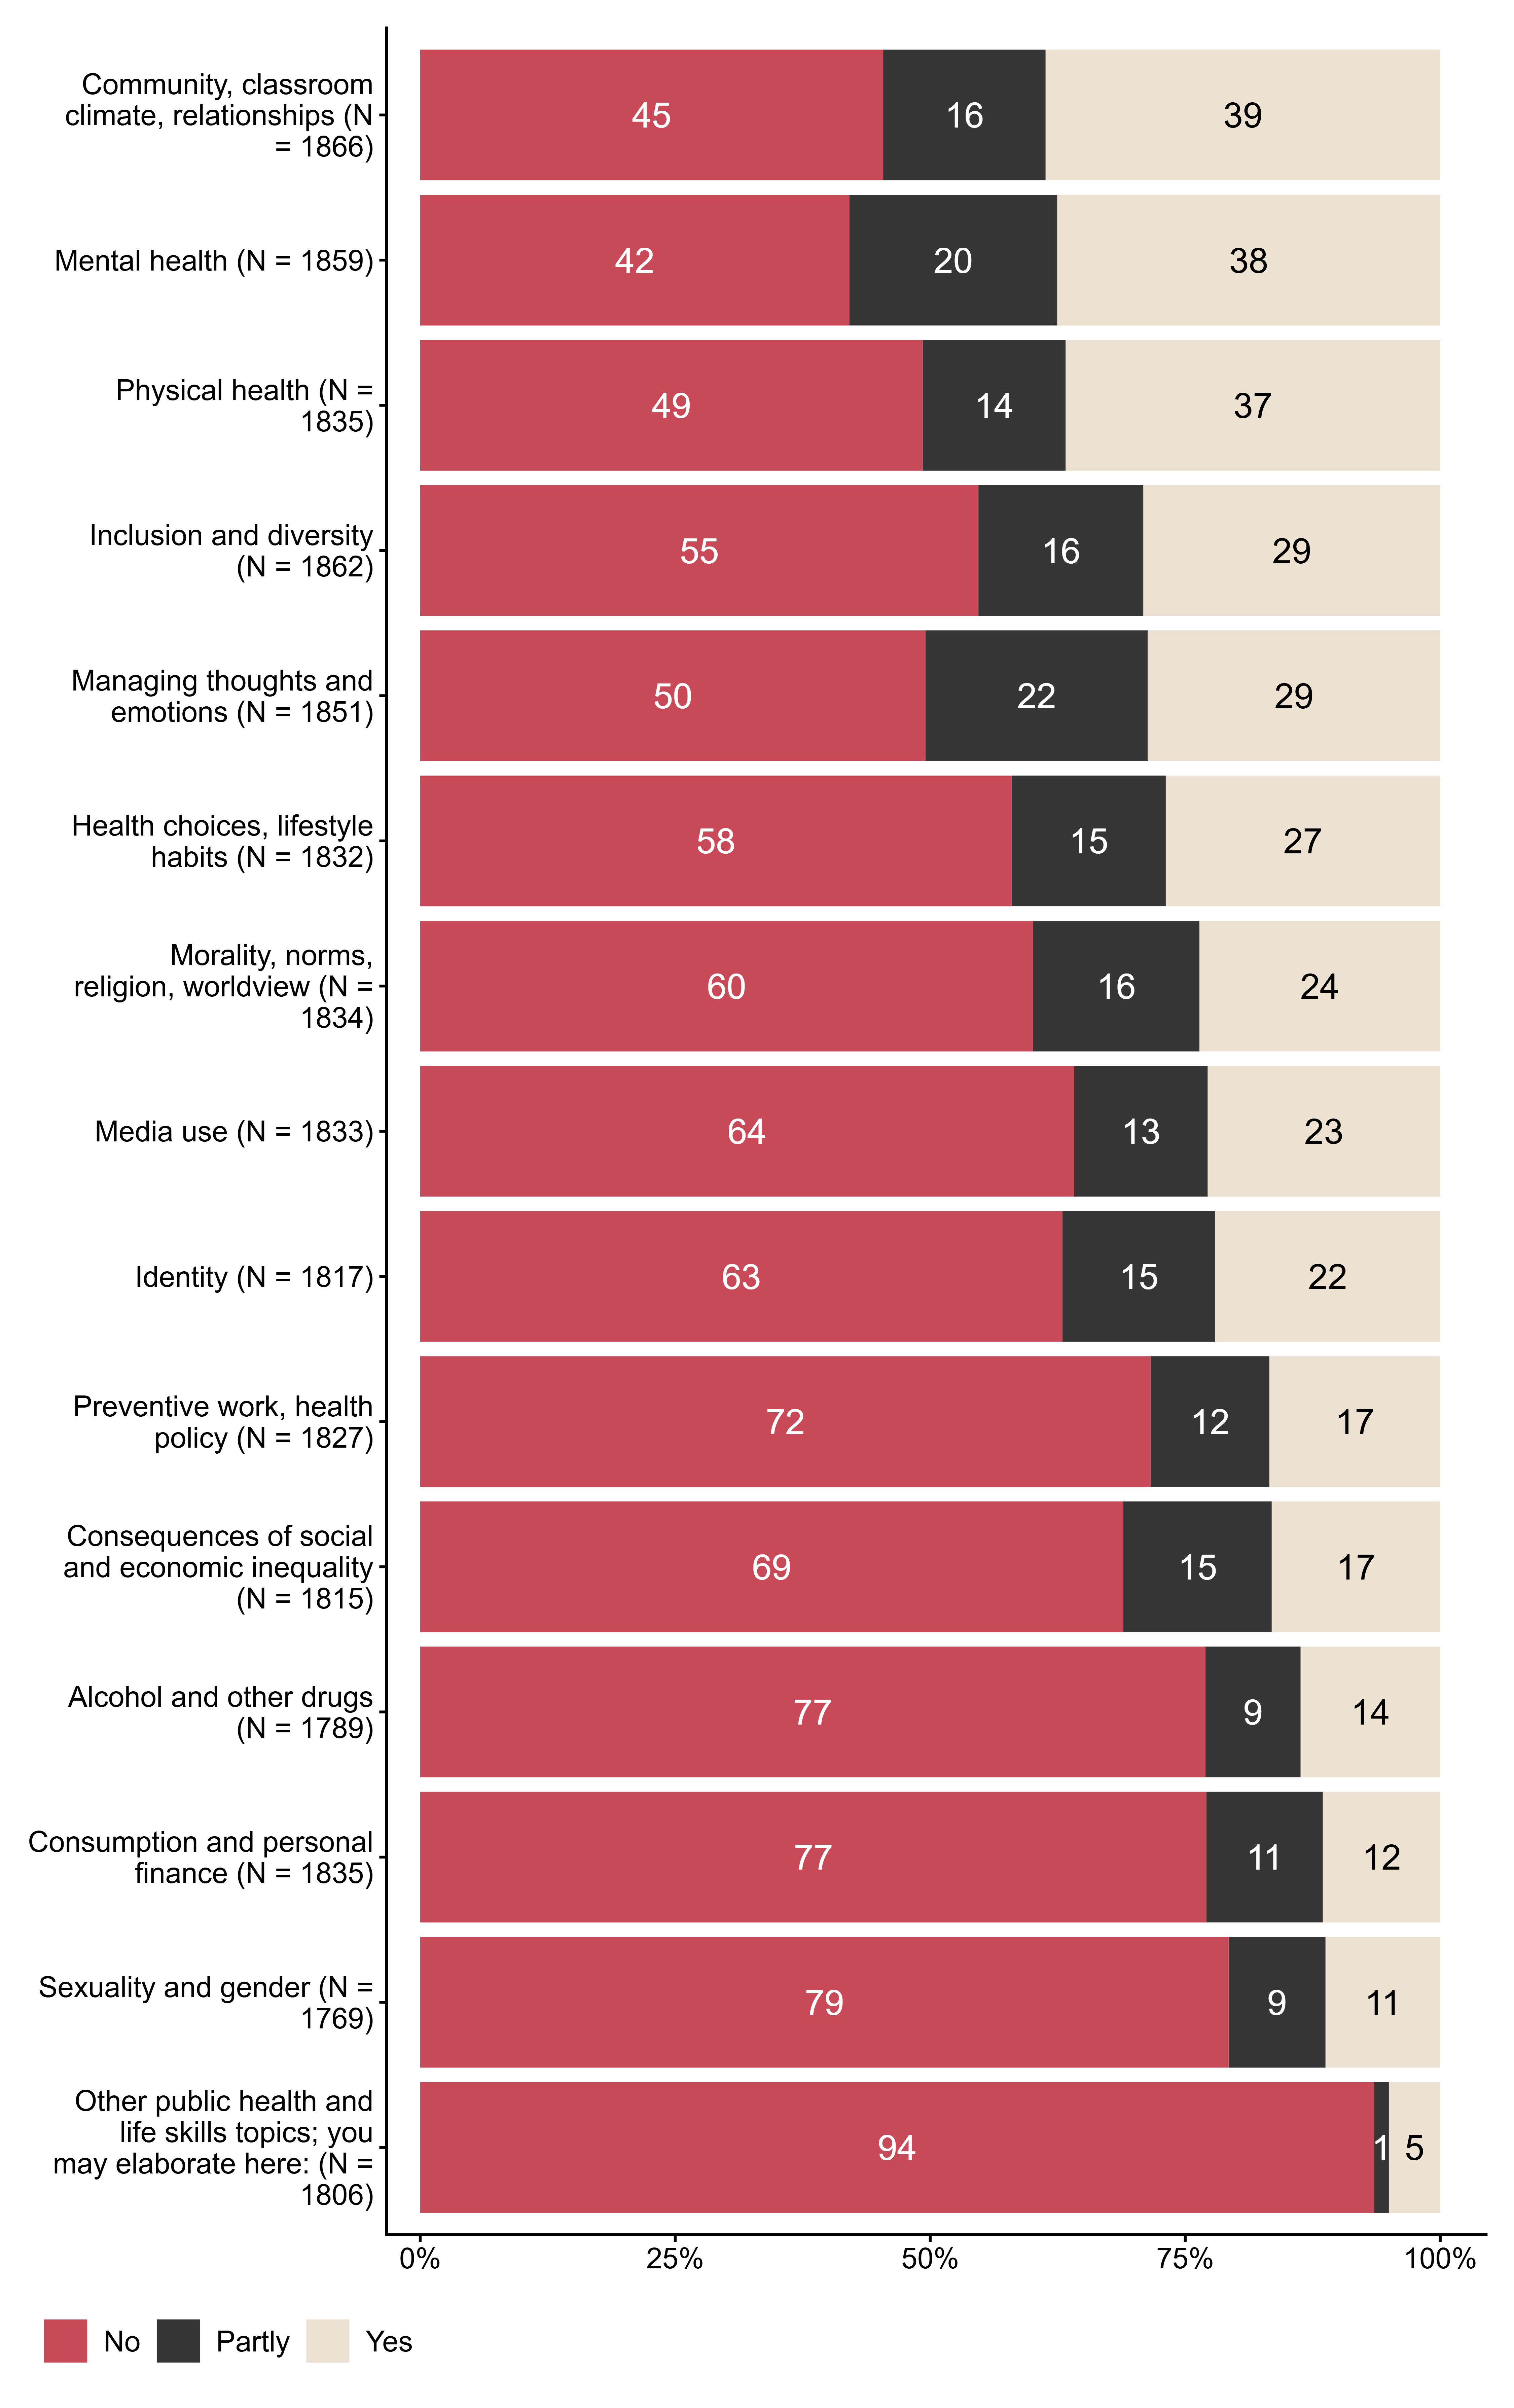 Community, classroom
climate, relationships (N
= 1866)
45 16 39
Mental health (N = 1859)
42 20 38
Physical health (N =
1835)
49 14 37
Inclusion and diversity
(N = 1862)
55 16 29
Managing thoughts and
emotions (N = 1851)
50 22 29
Health choices, lifestyle
habits (N = 1832)
58 15 27
Morality, norms,
religion, worldview (N =
1834)
60 16 24
Media use (N = 1833)
64 13 23
Identity (N = 1817)
63 15 22
Preventive work, health
policy (N = 1827)
72 12 17
Consequences of social
and economic inequality
(N = 1815)
69 15 17
Alcohol and other drugs
(N = 1789)
77 9 14
Consumption and personal
finance (N = 1835)
77 11 12
Sexuality and gender (N =
1769)
79 9 11
Other public health and
life skills topics; you
may elaborate here: (N =
1806)
94 1 5
0% 25% 50% 75% 100%
No Partly Yes